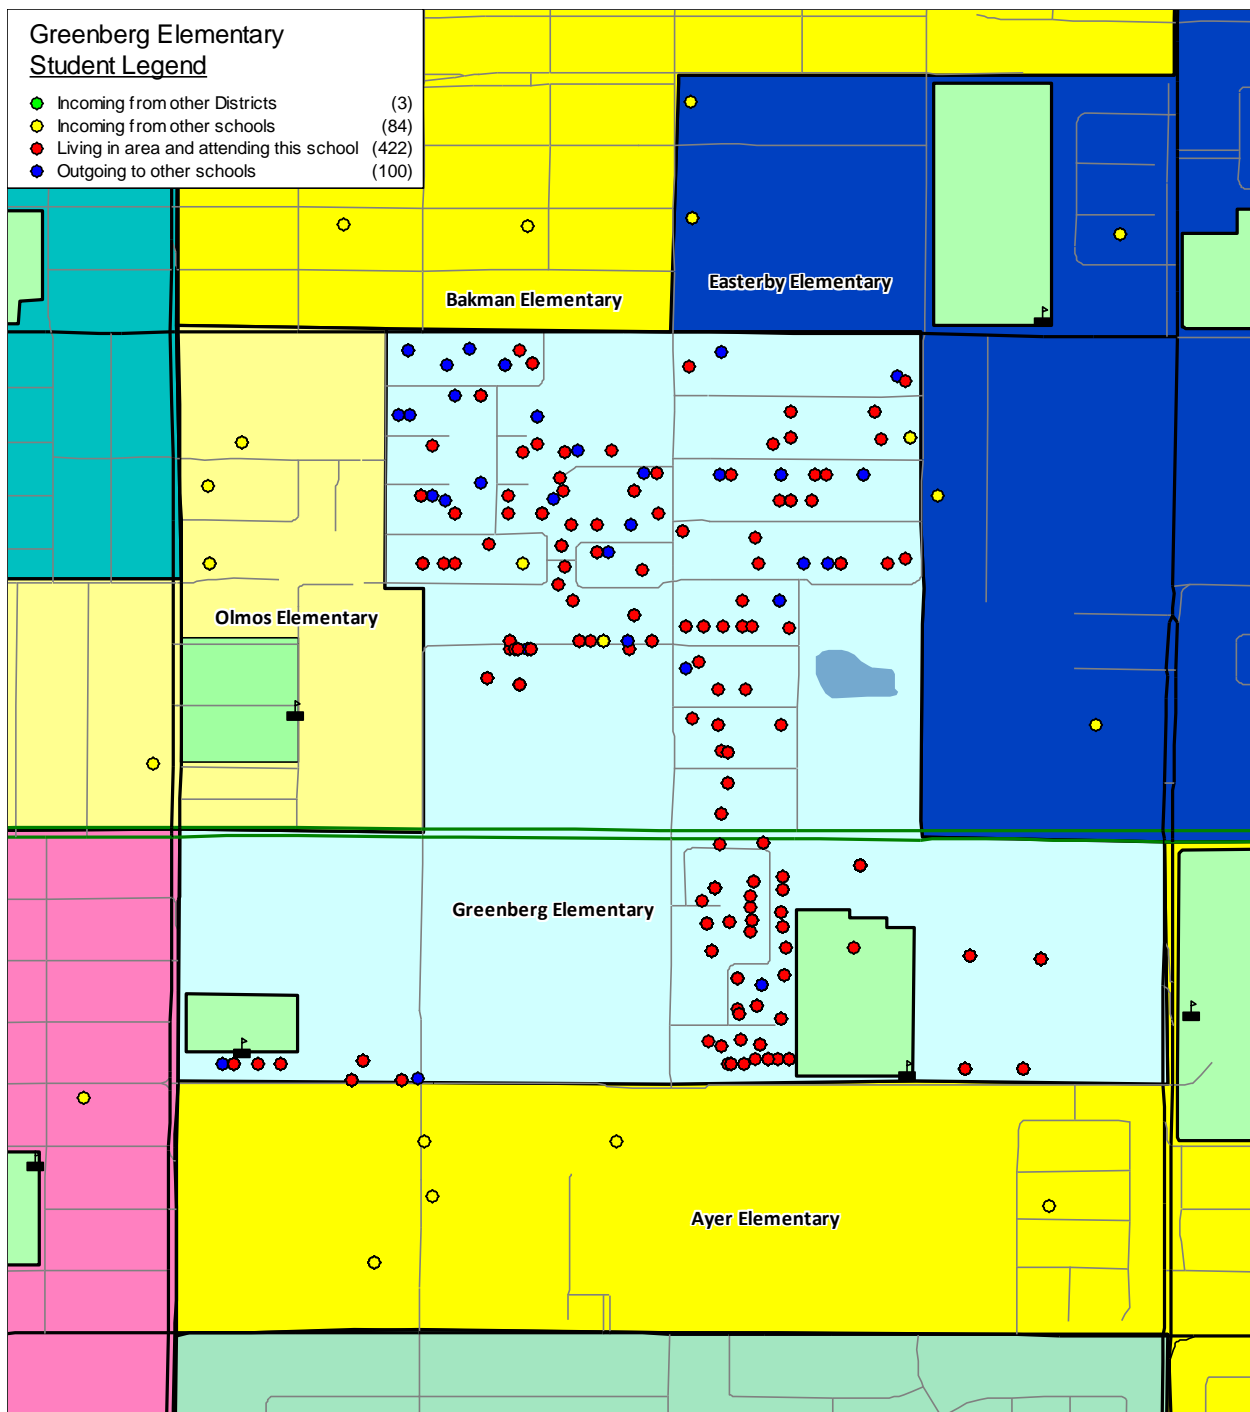 Greenberg Elementary
Student Legend
Incoming from other Districts (3)
Incoming from other schools (84)
Living in area and attending this school (422)
Outgoing to other schools (100)
Easterby Elementary
Bakman Elementary
Olmos Elementary
Greenberg Elementary
Ayer Elementary